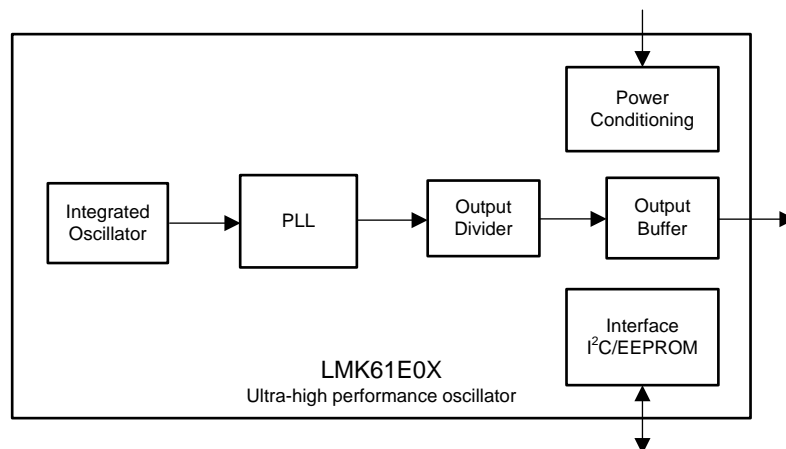 Power
Conditioning
Integrated
Oscillator
PLL
Output
Divider
Output
Buffer
Interface
I²C/EEPROM
LMK61E0X
Ultra-high performance oscillator